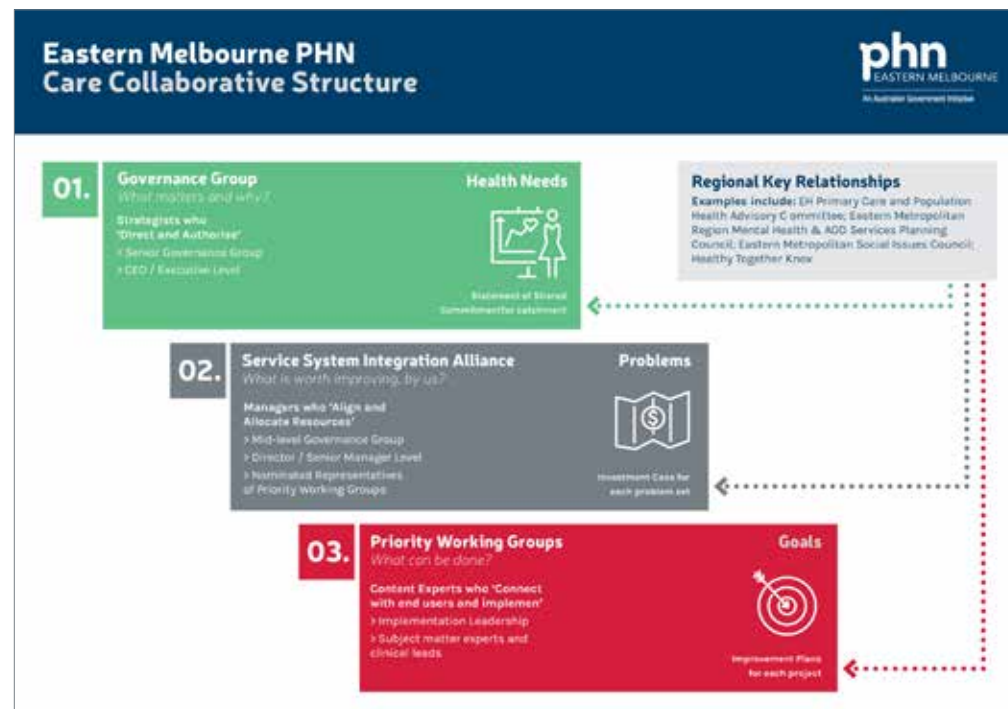 Eastern Melbourne PHN
Care Collaborative Structure
phn
EASTERN MELBOURNE
An Australian Government Initiative
01.
Governance Group
What matters and why?
Strategists who
'Direct and Authorise'
> Senior Governance Group
> CEO / Executive Level
Health Needs
Statement of Shared
Commitmentfor catchment
Regional Key Relationships
Examples include: EH Primary Care and Population
Health Advisory C ommittee; Eastern Metropolitan
Region Mental Health & AOD Services Planning
Council; Eastern Metropolitan Social Issues Council;
Healthy Together Knox
02.
Service System Integration Alliance
What is worth improving, by us?
Managers who 'Align and
Allocate Resources'
> Mid-level Governance Group
> Director / Senior Manager Level
> Nominated Representatives
of Priority Working Groups
Problems
$
Investment Case for
each problem set
03.
Priority Working Groups
What can be done?
Content Experts who 'Connect
with end users and implemen'
> Implementation Leadership
> Subject matter experts and
clinical leads
Goals
Improvement Plans
for each project